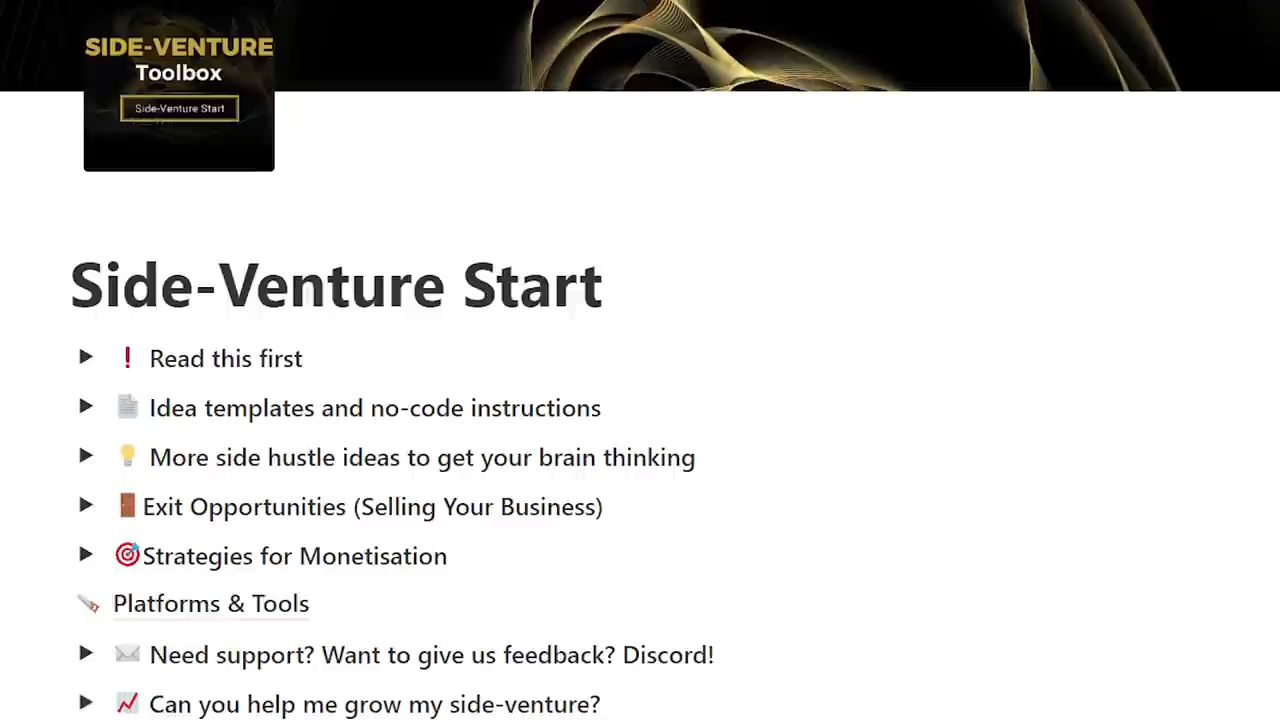 SIDE-VENTURE
Toolbox
Side-Venture Start
Side-Venture Start
Read this first
Idea templates and no-code instructions
More side hustle ideas to get your brain thinking
Exit Opportunities (Selling Your Business)
Strategies for Monetisation
Platforms & Tools
Need support? Want to give us feedback? Discord!
Can you help me grow my side-venture?